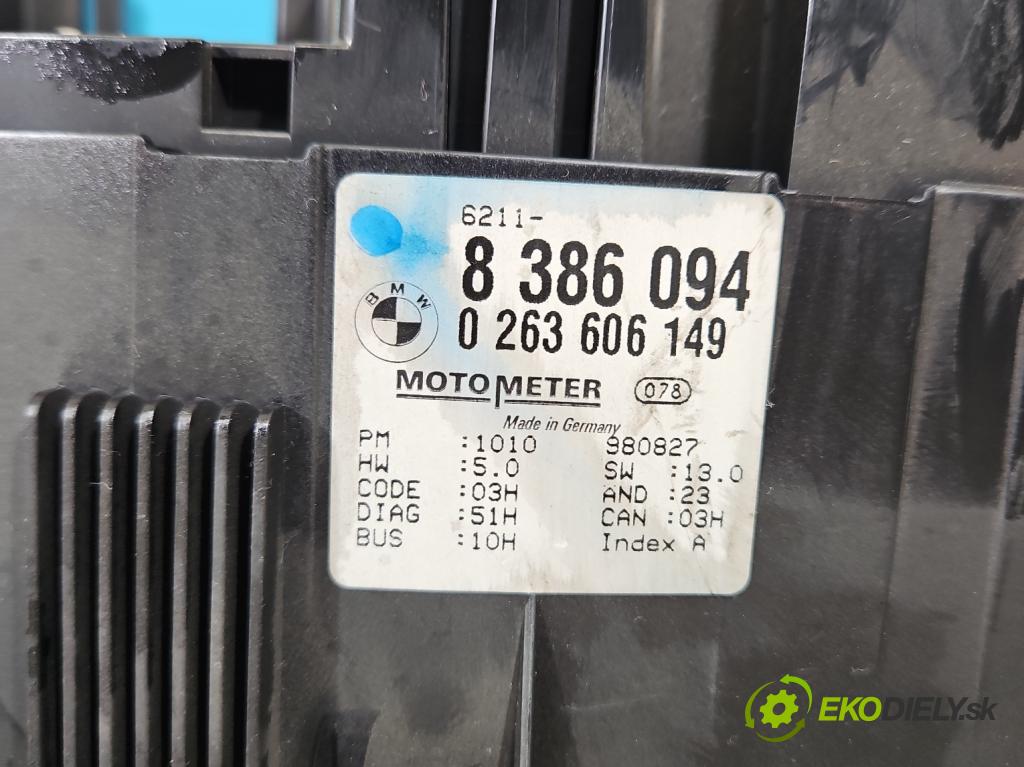 6211-
8 386 094
BMW
0 263 606 149
MOTOMETER 078
Made in Germany
PM :1010 980827
HW :5.0 SW :13.0
CODE :03H AND :23
DIAG :51H CAN :03H
BUS :10H Index A
EKODIELY.sk